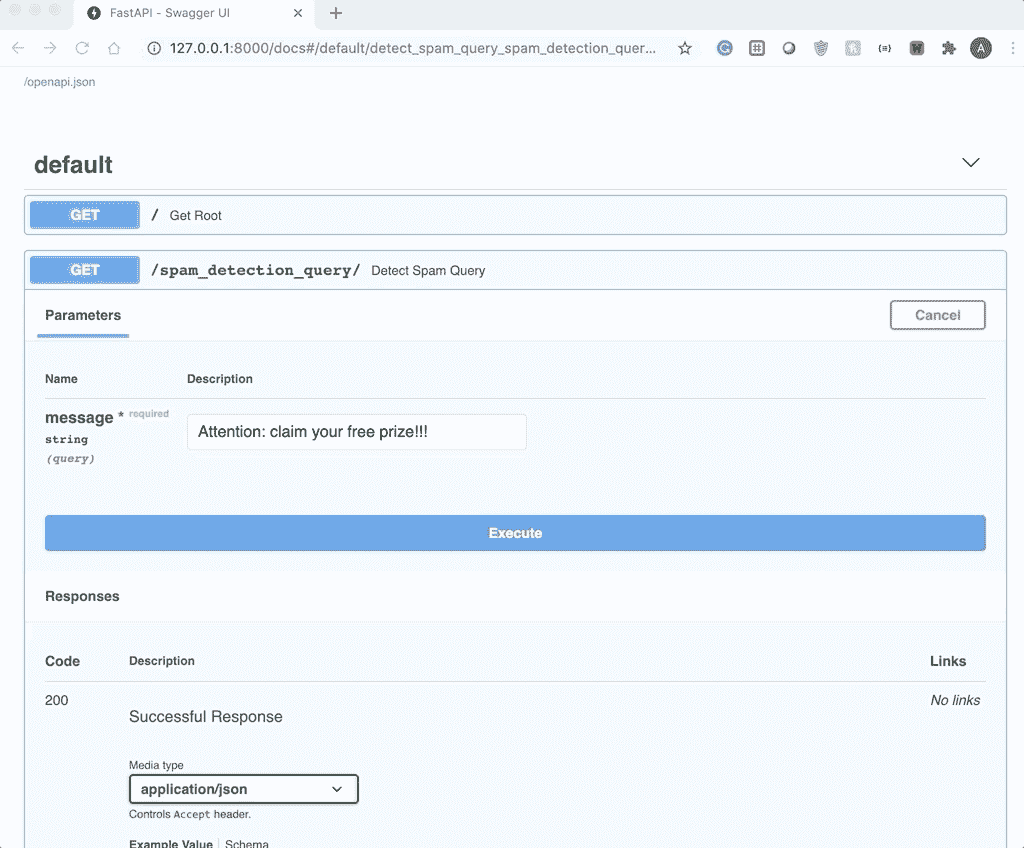 FastAPI - Swagger UI
127.0.0.1:8000/docs#/default/detect_spam_query_spam_detection_quer...
A
/openapi.json
default
GET / Get Root
GET /spam_detection_query/ Detect Spam Query
Parameters
Cancel
Name Description
message * required
string
(query)
Attention: claim your free prize!!!
Execute
Responses
Code Description Links
200 No links
Successful Response
Media type
application/json
Controls Accept header.
Example Value Schema